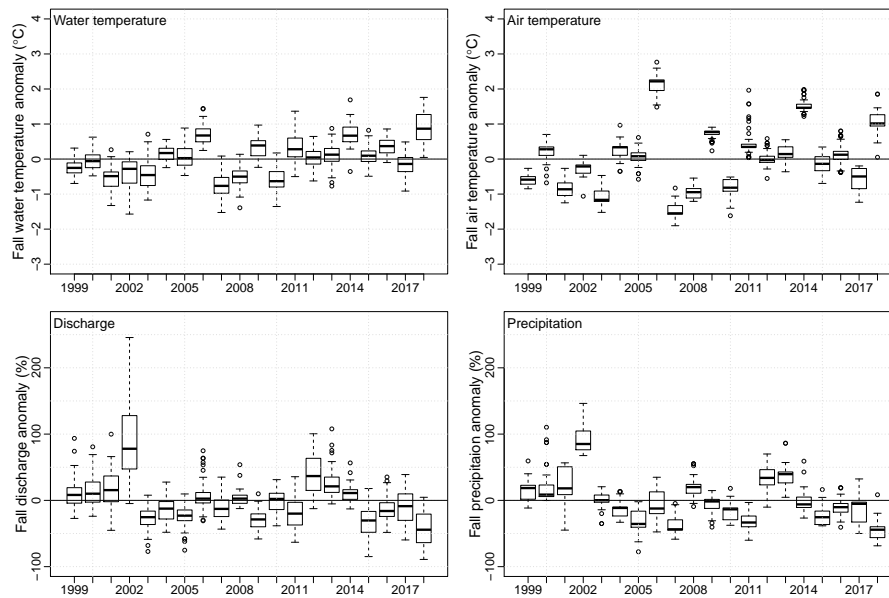 Water temperature
Fall water temperature anomaly (°C)
4
3
2
1
0
−1
−2
−3
1999 2002 2005 2008 2011 2014 2017
Air temperature
Fall air temperature anomaly (°C)
4
3
2
1
0
−1
−2
−3
1999 2002 2005 2008 2011 2014 2017
Discharge
Fall discharge anomaly (%)
200
100
0
−100
1999 2002 2005 2008 2011 2014 2017
Precipitation
Fall precipitaion anomaly (%)
200
100
0
−100
1999 2002 2005 2008 2011 2014 2017